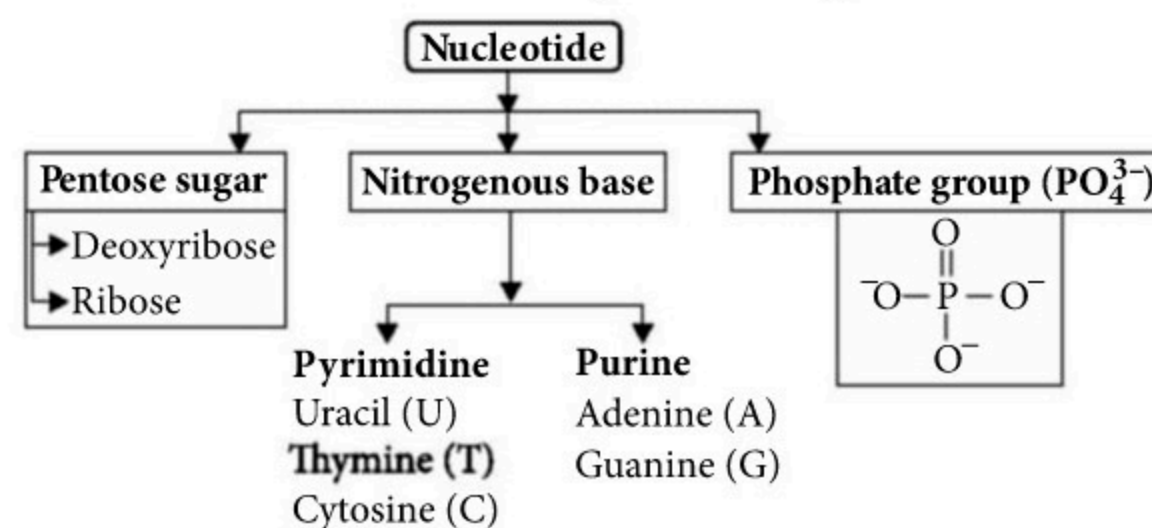 Nucleotide
Pentose sugar
Deoxyribose
Ribose
Nitrogenous base
Pyrimidine
Uracil (U)
Thymine (T)
Cytosine (C)
Purine
Adenine (A)
Guanine (G)
Phosphate group (PO₄³⁻)
O
⁻O–P–O⁻
O⁻